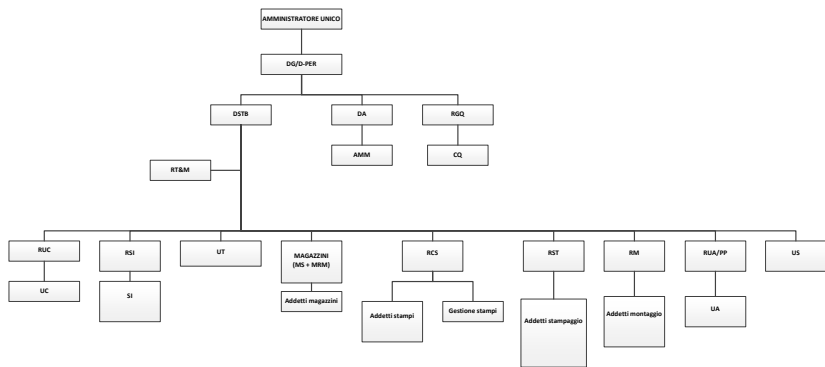 AMMINISTRATORE UNICO
DG/D-PER
DSTB
DA
RGQ
AMM
CQ
RT&M
RUC
RSI
UT
MAGAZZINI
(MS + MRM)
RCS
RST
RM
RUA/PP
US
UC
SI
Addetti magazzini
Addetti stampi
Gestione stampi
Addetti stampaggio
Addetti montaggio
UA